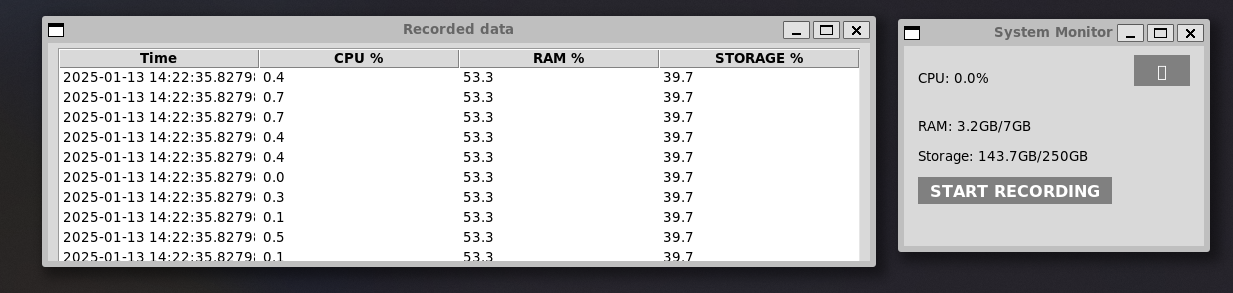 Recorded data
Time CPU % RAM % STORAGE %
2025-01-13 14:22:35.82798 0.4 53.3 39.7
2025-01-13 14:22:35.82798 0.7 53.3 39.7
2025-01-13 14:22:35.82798 0.7 53.3 39.7
2025-01-13 14:22:35.82798 0.4 53.3 39.7
2025-01-13 14:22:35.82798 0.4 53.3 39.7
2025-01-13 14:22:35.82798 0.0 53.3 39.7
2025-01-13 14:22:35.82798 0.3 53.3 39.7
2025-01-13 14:22:35.82798 0.1 53.3 39.7
2025-01-13 14:22:35.82798 0.5 53.3 39.7
2025-01-13 14:22:35.82798 0.1 53.3 39.7
System Monitor
CPU: 0.0%
RAM: 3.2GB/7GB
Storage: 143.7GB/250GB
START RECORDING